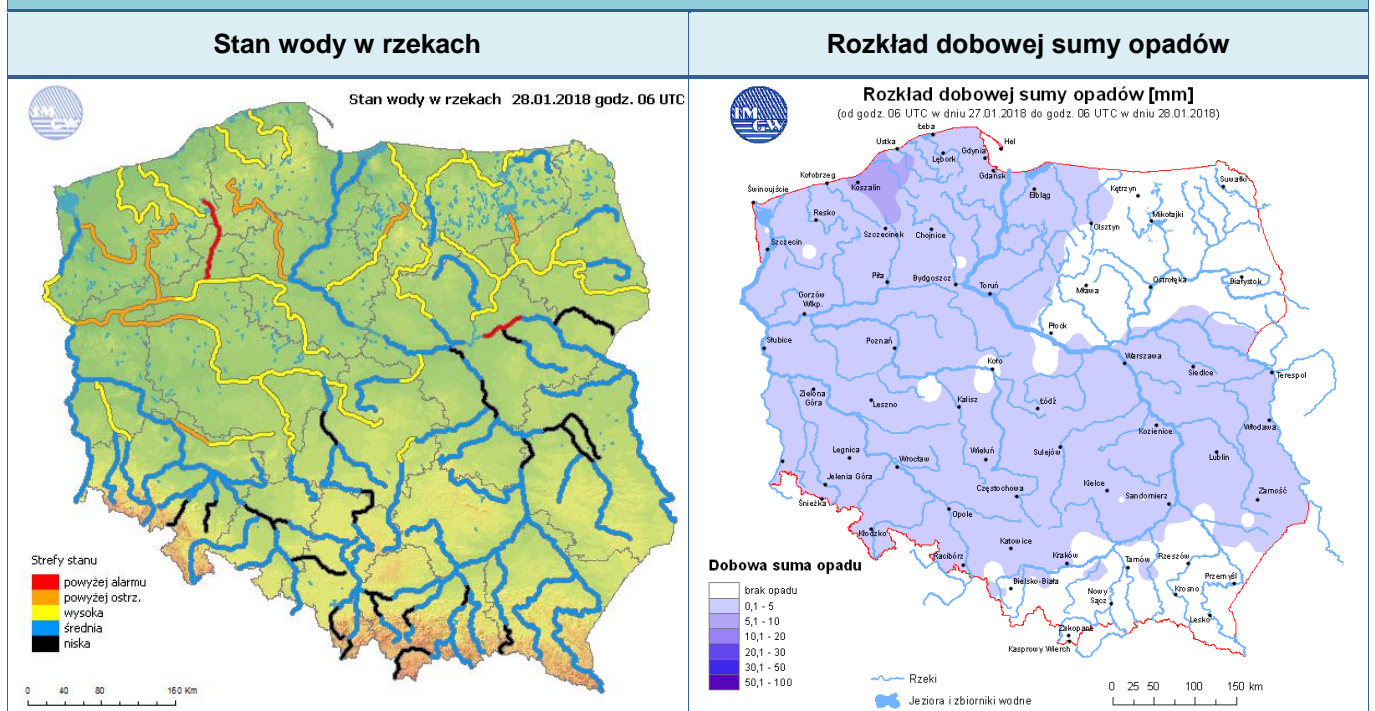 Stan wody w rzekach
Rozkład dobowej sumy opadów
Stan wody w rzekach 28.01.2018 godz. 06 UTC
IMGW
Strefy stanu
powyżej alarmu
powyżej ostrz.
wysoka
średnia
niska
0 40 80 160 Km
IMGW
Rozkład dobowej sumy opadów [mm]
(od godz. 06 UTC w dniu 27.01.2018 do godz. 06 UTC w dniu 28.01.2018)
Łeba
Ustka
Hel
Gdynia
Lębork
Gdańsk
Kołobrzeg
Koszalin
Elbląg
Kętrzyn
Suwałki
Świnoujście
Resko
Mikołajki
Szczecinek
Chojnice
Olsztyn
Szczecin
Piła
Bydgoszcz
Toruń
Mława
Ostrołęka
Białystok
Gorzów
Wlkp.
Płock
Słubice
Poznań
Koło
Warszawa
Siedlce
Terespol
Zielona
Góra
Leszno
Kalisz
Łódź
Kozienice
Włodawa
Legnica
Wrocław
Wieluń
Sulejów
Lublin
Jelenia Góra
Śnieżka
Częstochowa
Kielce
Sandomierz
Zamość
Opole
Kłodzko
Katowice
Racibórz
Kraków
Tarnów
Rzeszów
Bielsko-Biała
Przemyśl
Nowy
Sącz
Krosno
Lesko
Zakopane
Kasprowy Wierch
Dobowa suma opadu
brak opadu
0,1 - 5
5,1 - 10
10,1 - 20
20,1 - 30
30,1 - 50
50,1 - 100
Rzeki
Jeziora i zbiorniki wodne
0 25 50 100 150 km